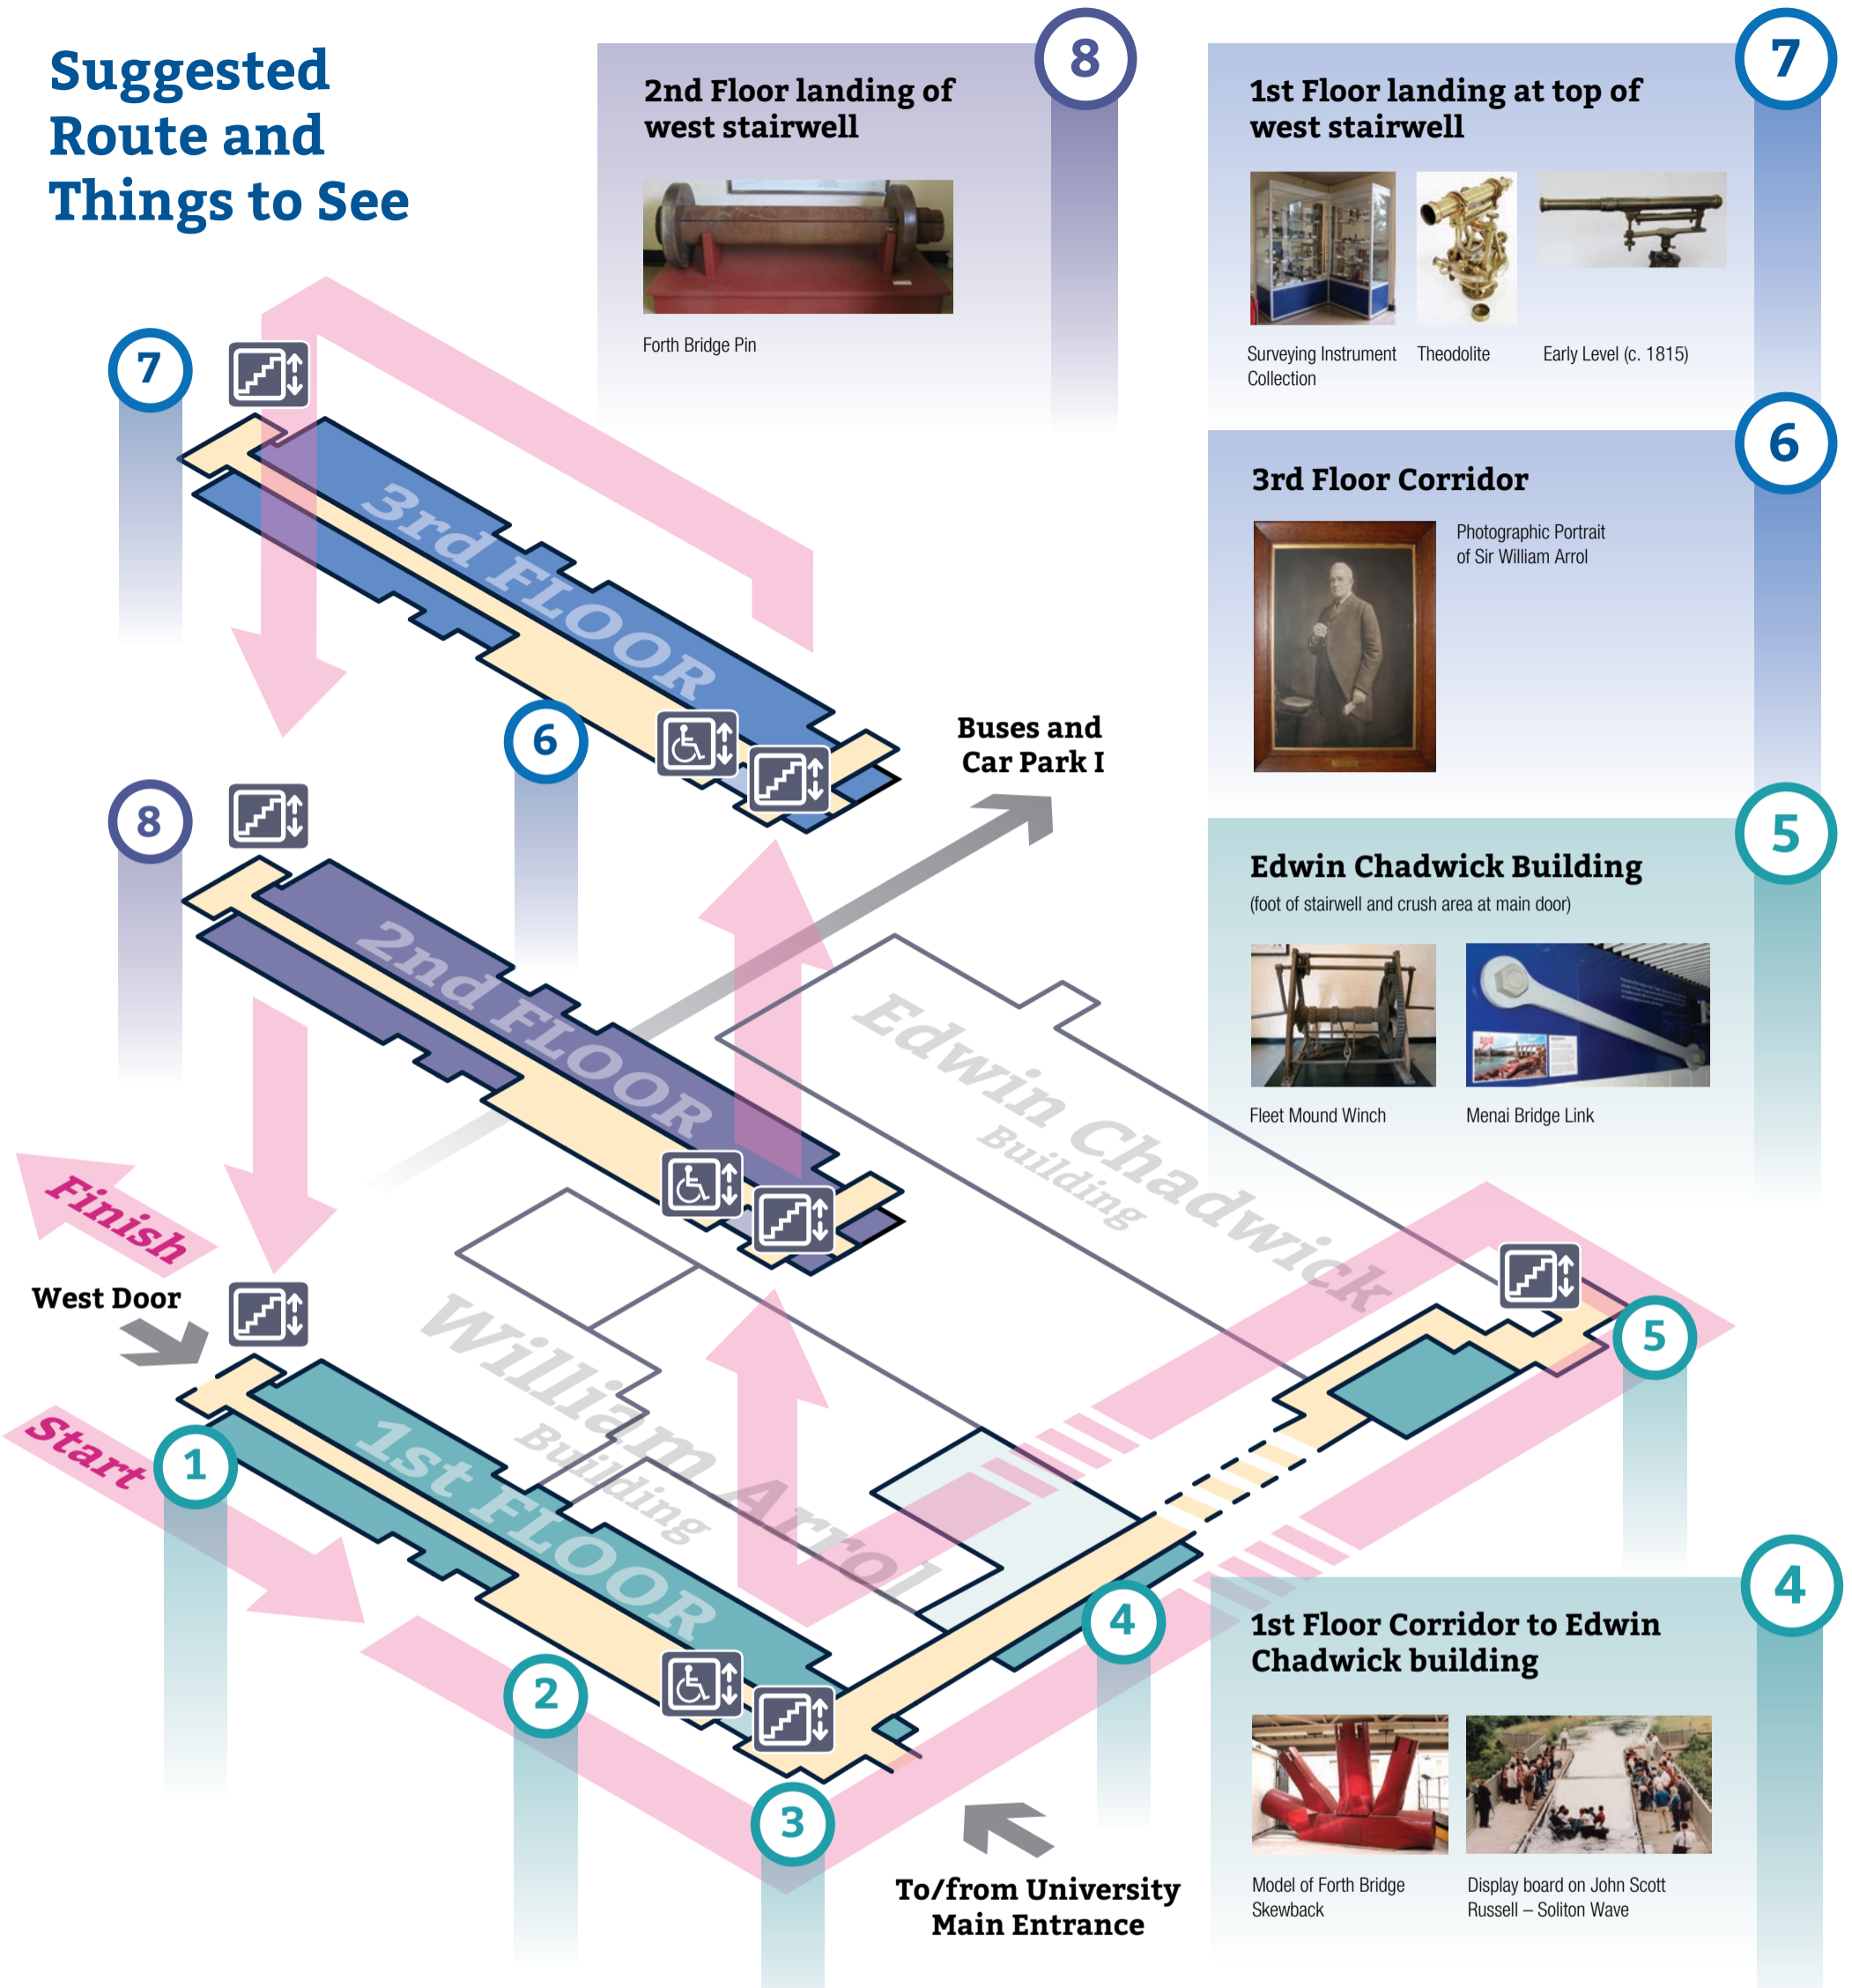 Suggested
Route and
Things to See
8
2nd Floor landing of
west stairwell
Forth Bridge Pin
7
1st Floor landing at top of
west stairwell
Surveying Instrument
Collection
Theodolite
Early Level (c. 1815)
6
3rd Floor Corridor
Photographic Portrait
of Sir William Arrol
5
Edwin Chadwick Building
(foot of stairwell and crush area at main door)
Fleet Mound Winch
Menai Bridge Link
4
1st Floor Corridor to Edwin
Chadwick building
Model of Forth Bridge
Skewback
Display board on John Scott
Russell – Soliton Wave
7
3rd FLOOR
6
Buses and
Car Park I
8
2nd FLOOR
Edwin Chadwick
Building
Finish
West Door
William Arrol
Building
5
Start
1
1st FLOOR
2
3
4
To/from University
Main Entrance